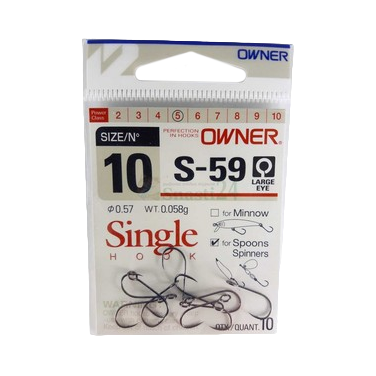 OWNER
Power Class 2 3 4 5 6 7 8 9 10
SIZE/N° PERFECTION IN HOOKS OWNER
10 S-59 LARGE EYE
Φ0.57 WT.0.058g
for Minnow
Single
HOOK
for Spoons
Spinners
QTY/QUANT. 10